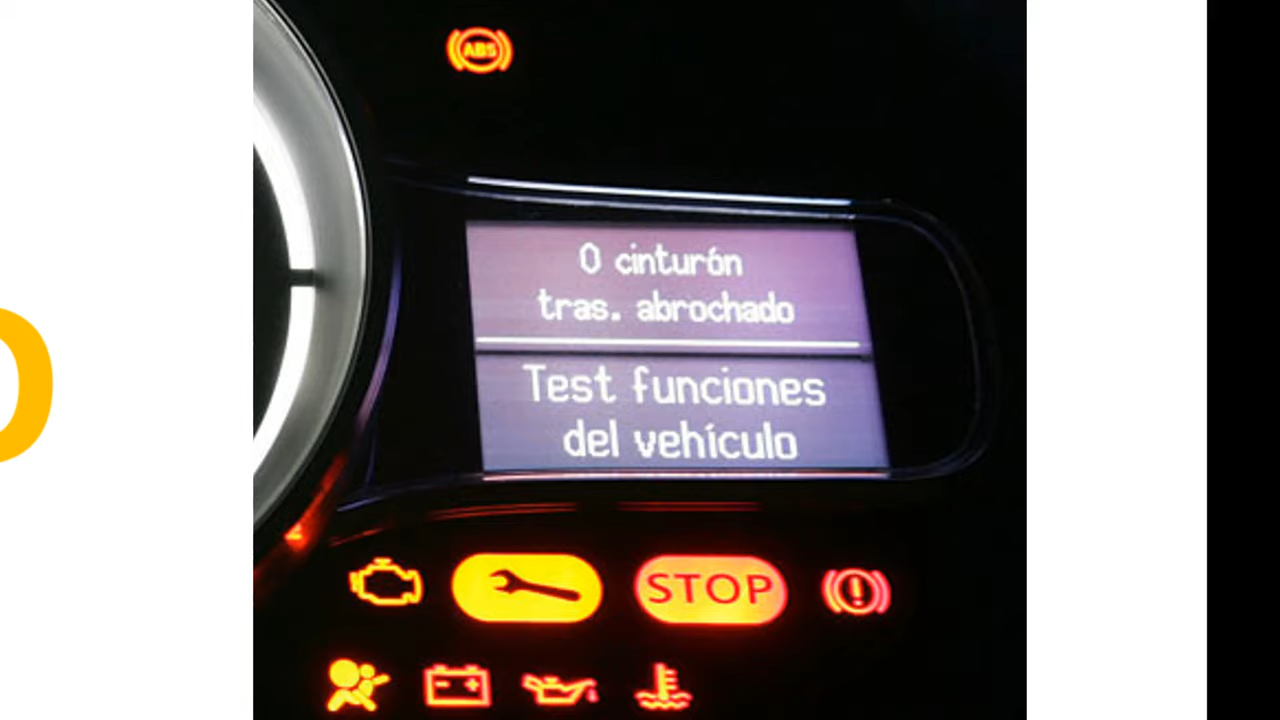 ABS
0 cinturón
tras. abrochado
Test funciones
del vehículo
STOP